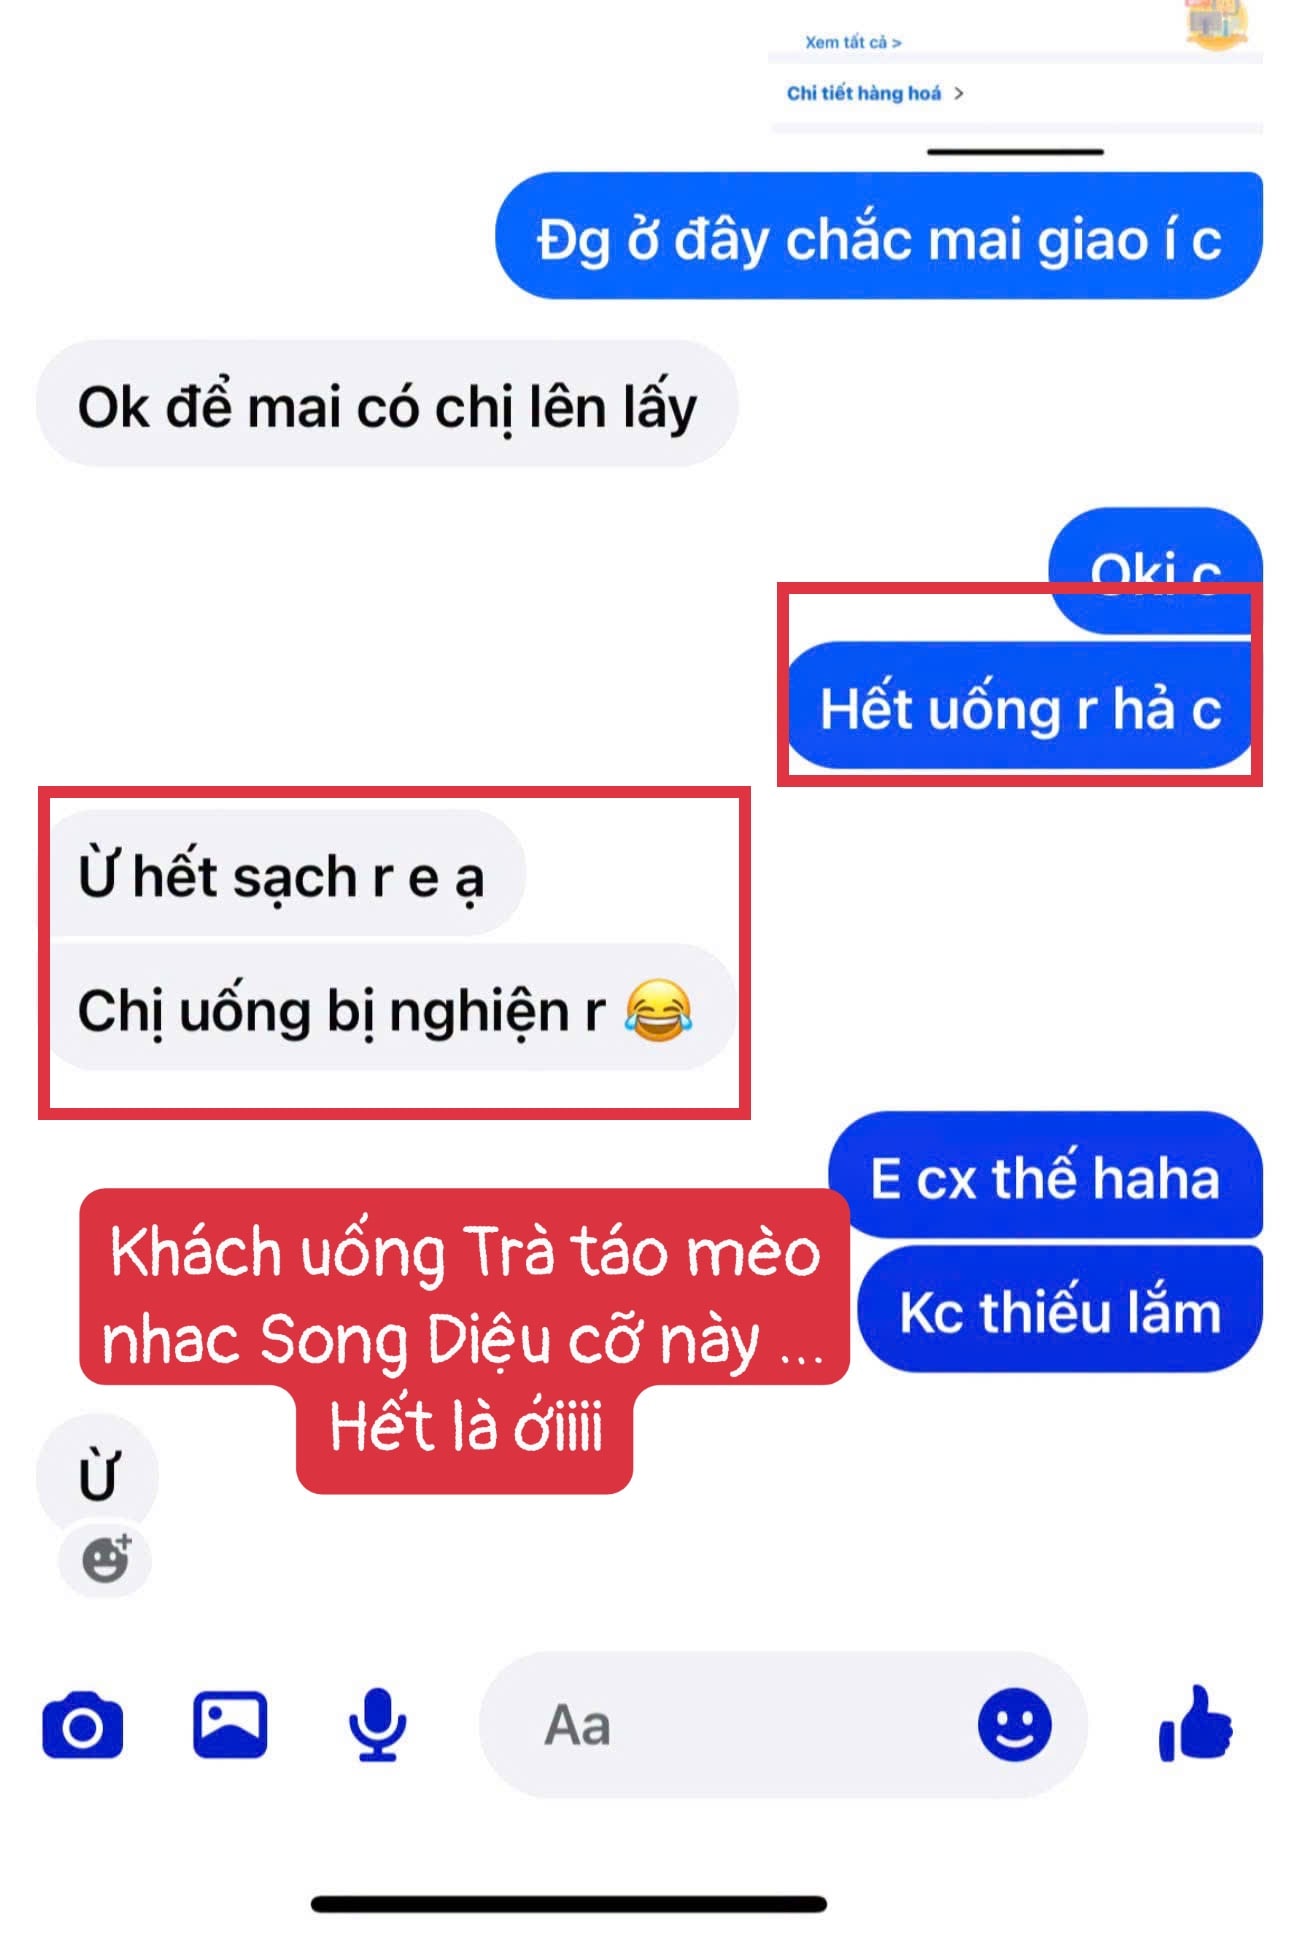 Xem tất cả >
Chi tiết hàng hoá >
Đg ở đây chắc mai giao í c
Ok để mai có chị lên lấy
Oki c
Hết uống r hả c
Ừ hết sạch r e ạ
Chị uống bị nghiện r 😂
E cx thế haha
Kc thiếu lắm
Khách uống Trà táo mèo
nhac Song Diệu cỡ này ...
Hết là ớiiii
Ừ
Aa